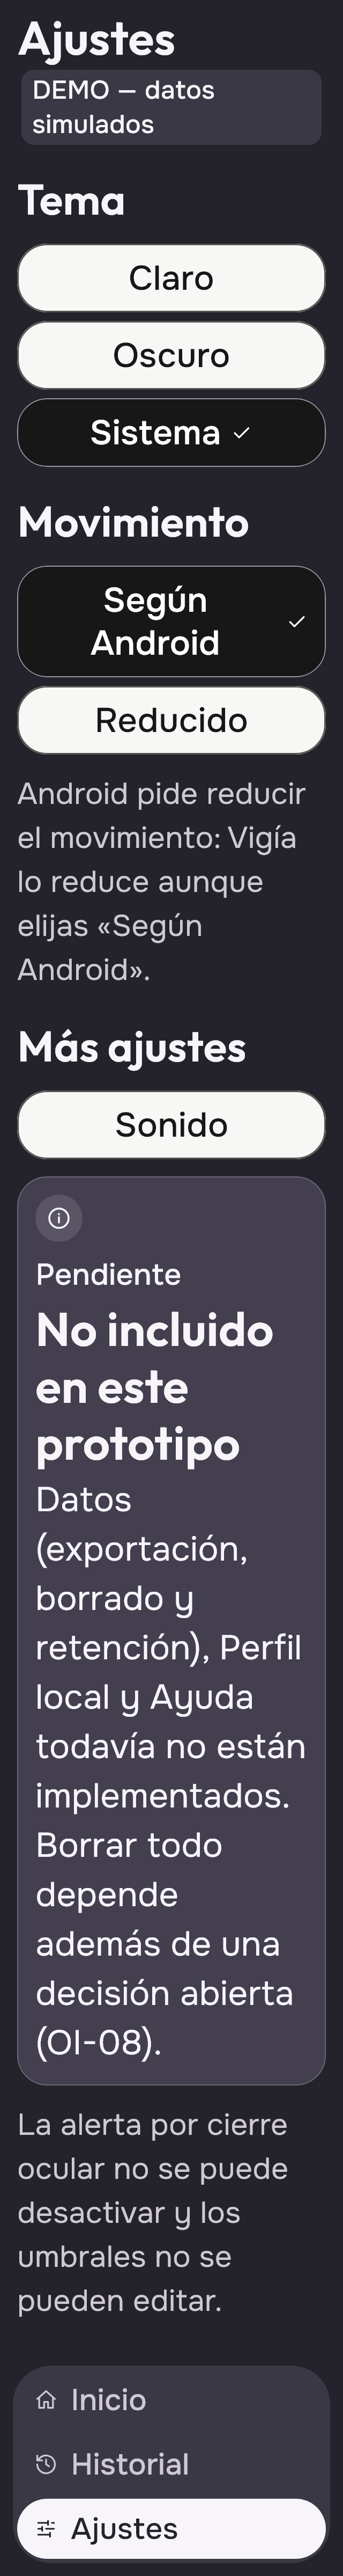 Ajustes
DEMO — datos
simulados
Tema
Claro
Oscuro
Sistema
Movimiento
Según
Android
Reducido
Android pide reducir
el movimiento: Vigía
lo reduce aunque
elijas «Según
Android».
Más ajustes
Sonido
Pendiente
No incluido
en este
prototipo
Datos
(exportación,
borrado y
retención), Perfil
local y Ayuda
todavía no están
implementados.
Borrar todo
depende
además de una
decisión abierta
(OI-08).
La alerta por cierre
ocular no se puede
desactivar y los
umbrales no se
pueden editar.
Inicio
Historial
Ajustes